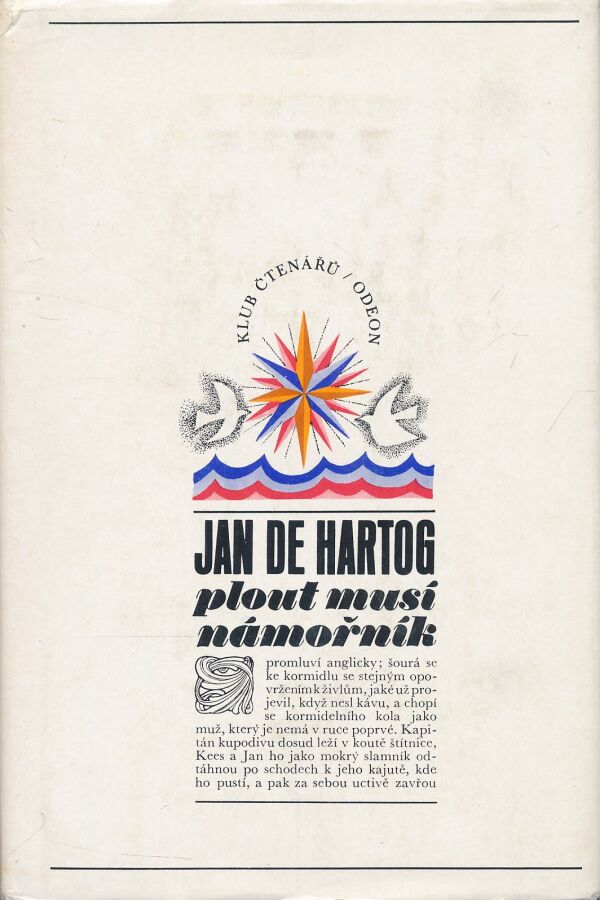 KLUB ČTENÁŘŮ / ODEON
JAN DE HARTOG
plout musí
námořník
promluví anglicky; šourá se
ke kormidlu se stejným opo-
vržením k živlům, jaké už pro-
jevil, když nesl kávu, a chopí
se kormidelního kola jako
muž, který je nemá v ruce poprvé. Kapi-
tán kupodivu dosud leží v koutě štítnice,
Kees a Jan ho jako mokrý slamník od-
táhnou po schodech k jeho kajutě, kde
ho pustí, a pak za sebou uctivě zavřou